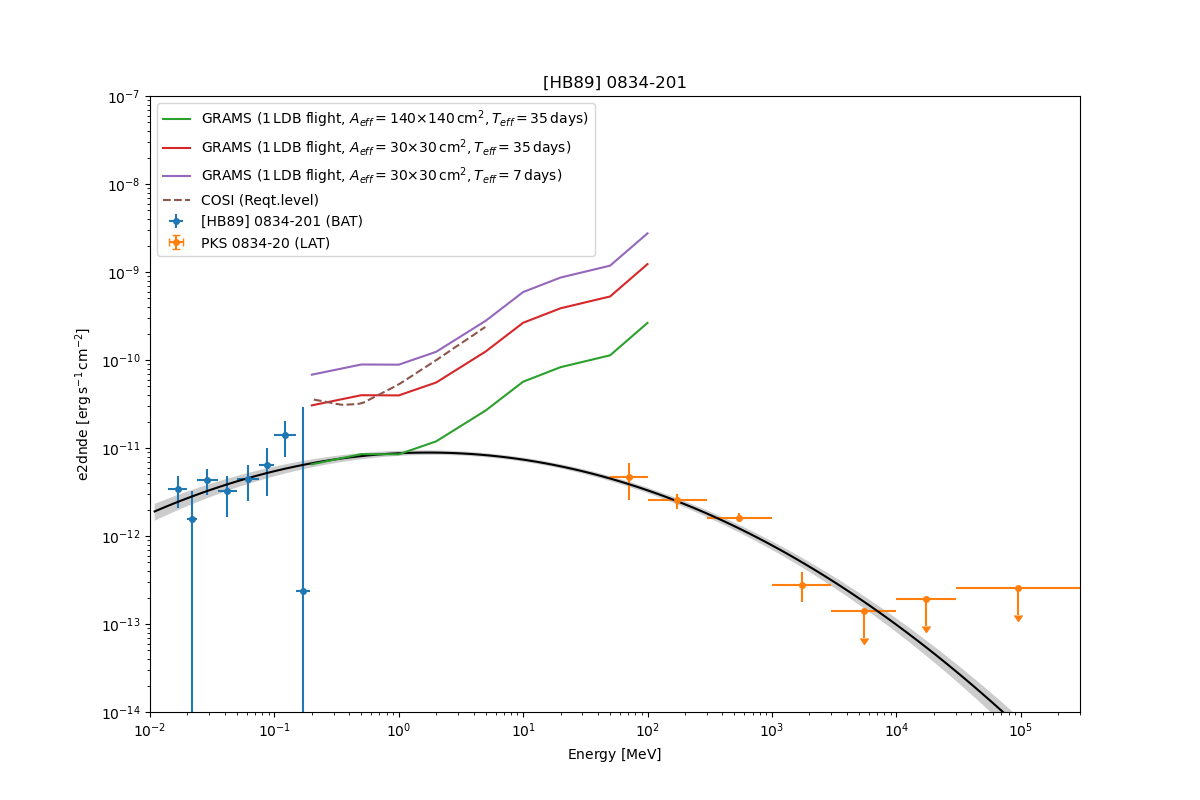 [HB89] 0834-201
GRAMS (1 LDB flight, A_eff = 140×140 cm², T_eff = 35 days)
GRAMS (1 LDB flight, A_eff = 30×30 cm², T_eff = 35 days)
GRAMS (1 LDB flight, A_eff = 30×30 cm², T_eff = 7 days)
COSI (Reqt.level)
[HB89] 0834-201 (BAT)
PKS 0834-20 (LAT)
e2dnde [erg s⁻¹ cm⁻²]
10⁻⁷
10⁻⁸
10⁻⁹
10⁻¹⁰
10⁻¹¹
10⁻¹²
10⁻¹³
10⁻¹⁴
10⁻² 10⁻¹ 10⁰ 10¹ 10² 10³ 10⁴ 10⁵
Energy [MeV]